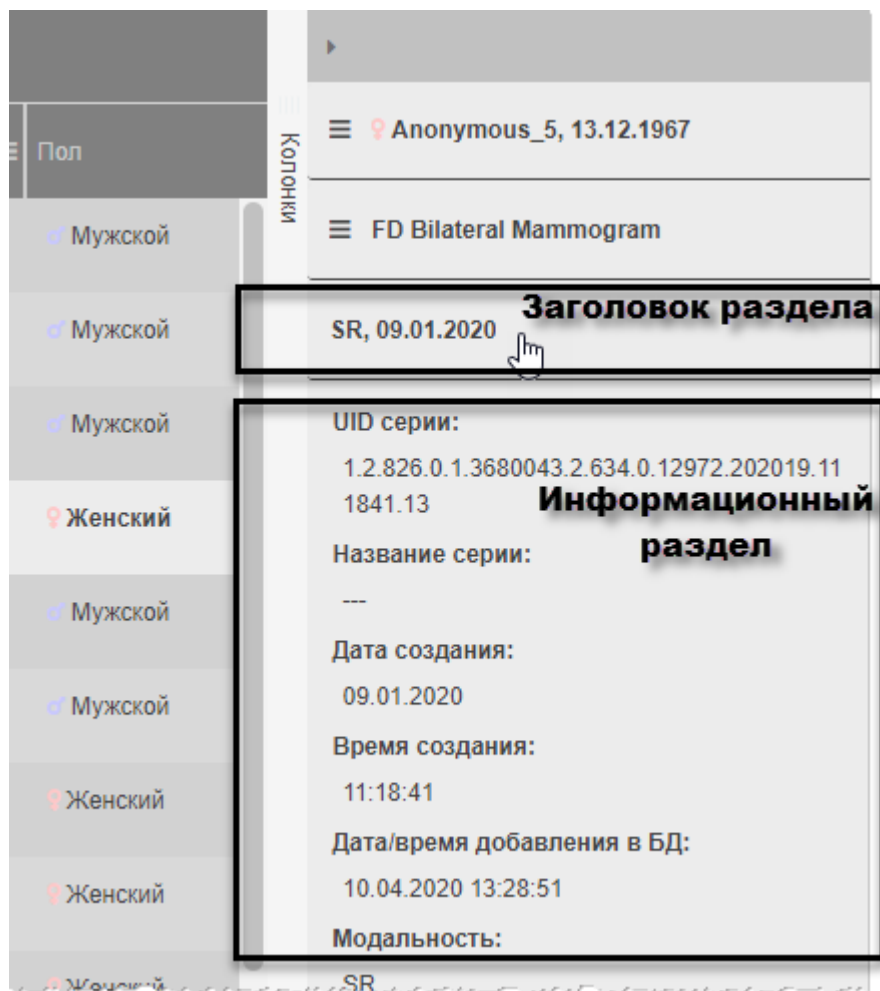 Пол
Мужской
Мужской
Мужской
Женский
Мужской
Мужской
Женский
Женский
Женский
Колонки
Anonymous_5, 13.12.1967
FD Bilateral Mammogram
Заголовок раздела
SR, 09.01.2020
UID серии:
1.2.826.0.1.3680043.2.634.0.12972.202019.11
1841.13
Информационный
раздел
Название серии:
---
Дата создания:
09.01.2020
Время создания:
11:18:41
Дата/время добавления в БД:
10.04.2020 13:28:51
Модальность:
SR